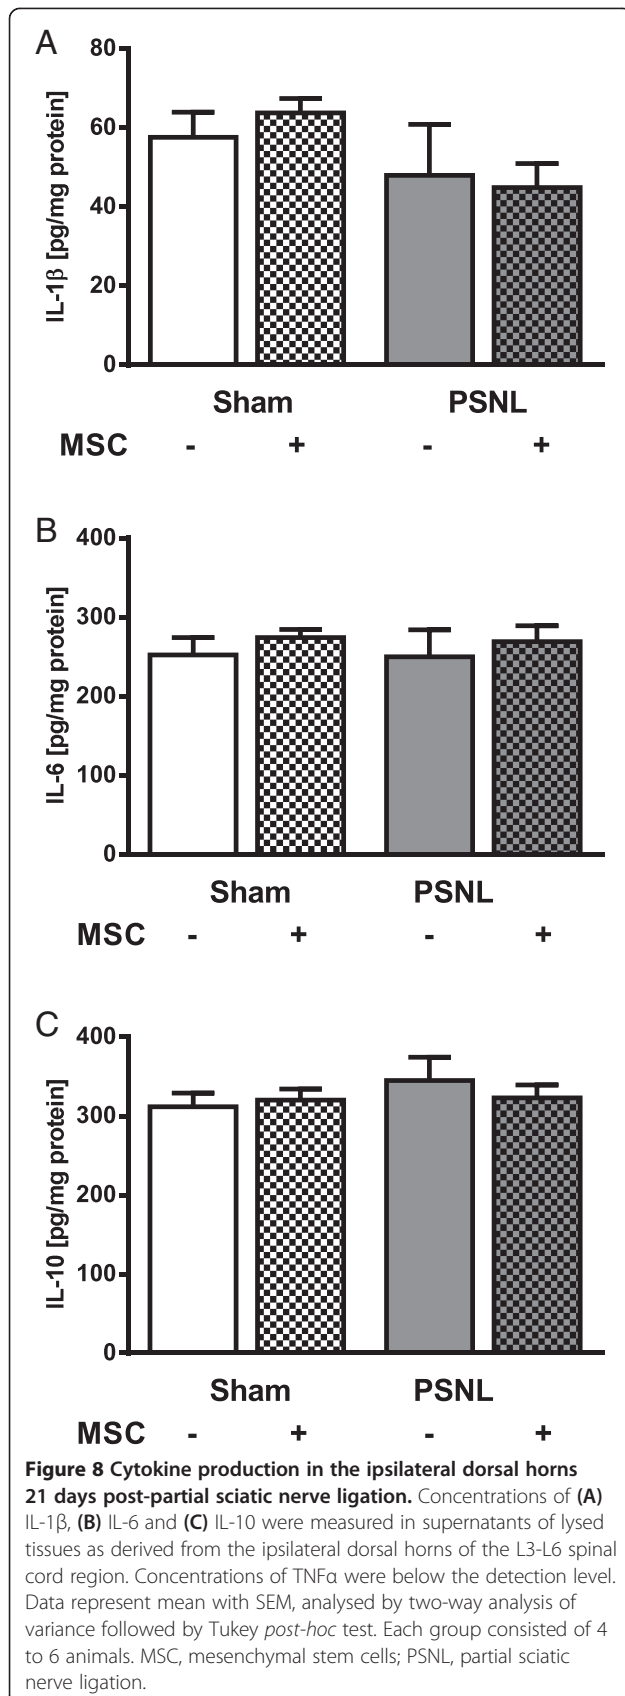 A
80
60
40
20
0
IL-1β [pg/mg protein]
Sham PSNL
MSC - + - +
B
400
300
200
100
0
IL-6 [pg/mg protein]
Sham PSNL
MSC - + - +
C
400
300
200
100
0
IL-10 [pg/mg protein]
Sham PSNL
MSC - + - +
Figure 8 Cytokine production in the ipsilateral dorsal horns
21 days post-partial sciatic nerve ligation. Concentrations of (A)
IL-1β, (B) IL-6 and (C) IL-10 were measured in supernatants of lysed
tissues as derived from the ipsilateral dorsal horns of the L3-L6 spinal
cord region. Concentrations of TNFα were below the detection level.
Data represent mean with SEM, analysed by two-way analysis of
variance followed by Tukey post-hoc test. Each group consisted of 4
to 6 animals. MSC, mesenchymal stem cells; PSNL, partial sciatic
nerve ligation.